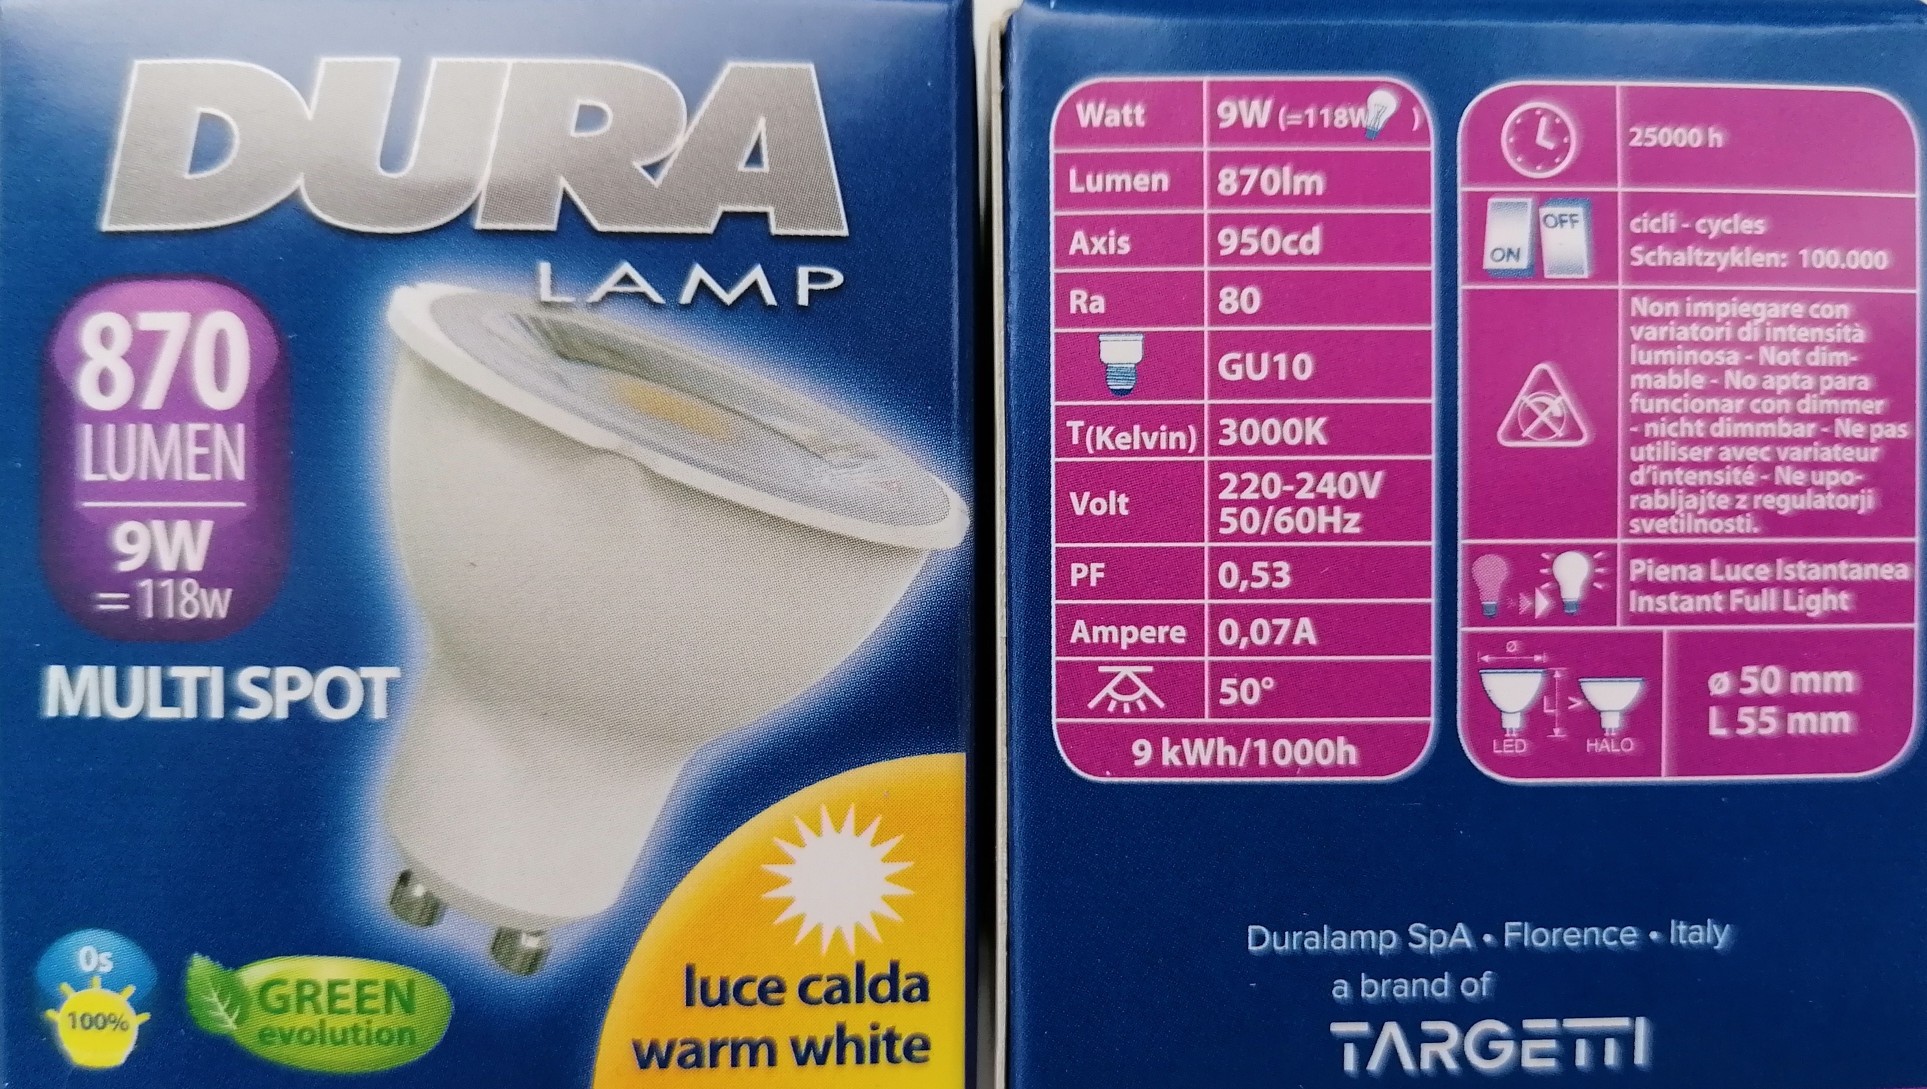 DURA
LAMP
870
LUMEN
9W
= 118w
MULTI SPOT
0s
100%
GREEN
evolution
luce calda
warm white
Watt 9W (=118W )
Lumen 870lm
Axis 950cd
Ra 80
GU10
T(Kelvin) 3000K
Volt 220-240V
50/60Hz
PF 0,53
Ampere 0,07A
50°
9 kWh/1000h
25000 h
ON OFF
cicli - cycles
Schaltzyklen: 100.000
Non impiegare con
variatori di intensità
luminosa - Not dim-
mable - No apta para
funcionar con dimmer
- nicht dimmbar - Ne pas
utiliser avec variateur
d'intensité - Ne upo-
rabljajte z regulatorji
svetilnosti.
Piena Luce Istantanea
Instant Full Light
ø
L >
LED HALO
ø 50 mm
L 55 mm
Duralamp SpA • Florence • Italy
a brand of
TARGETTI